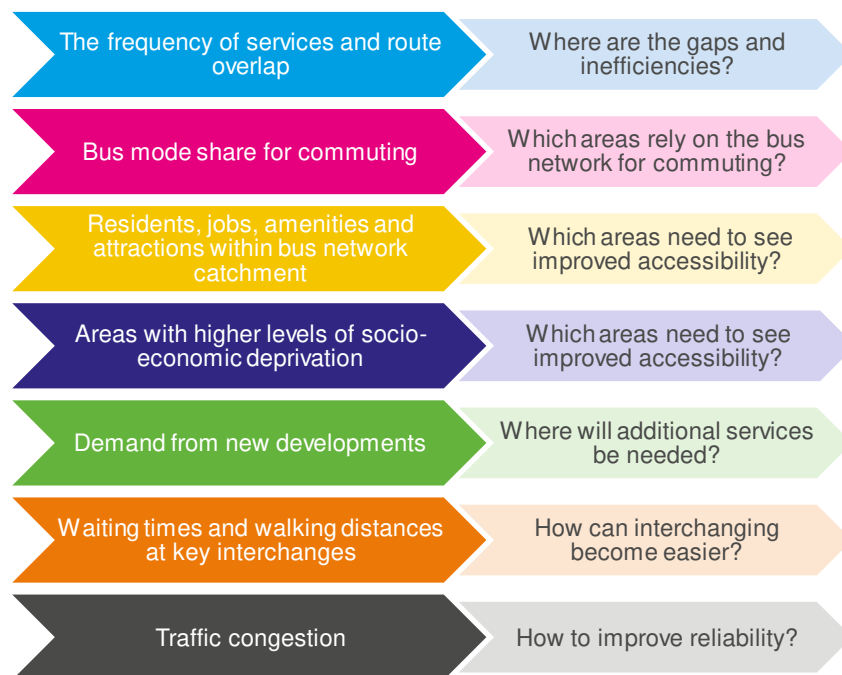 The frequency of services and route
overlap
Where are the gaps and
inefficiencies?
Bus mode share for commuting
Which areas rely on the bus
network for commuting?
Residents, jobs, amenities and
attractions within bus network
catchment
Which areas need to see
improved accessibility?
Areas with higher levels of socio-
economic deprivation
Which areas need to see
improved accessibility?
Demand from new developments
Where will additional services
be needed?
Waiting times and walking distances
at key interchanges
How can interchanging
become easier?
Traffic congestion
How to improve reliability?